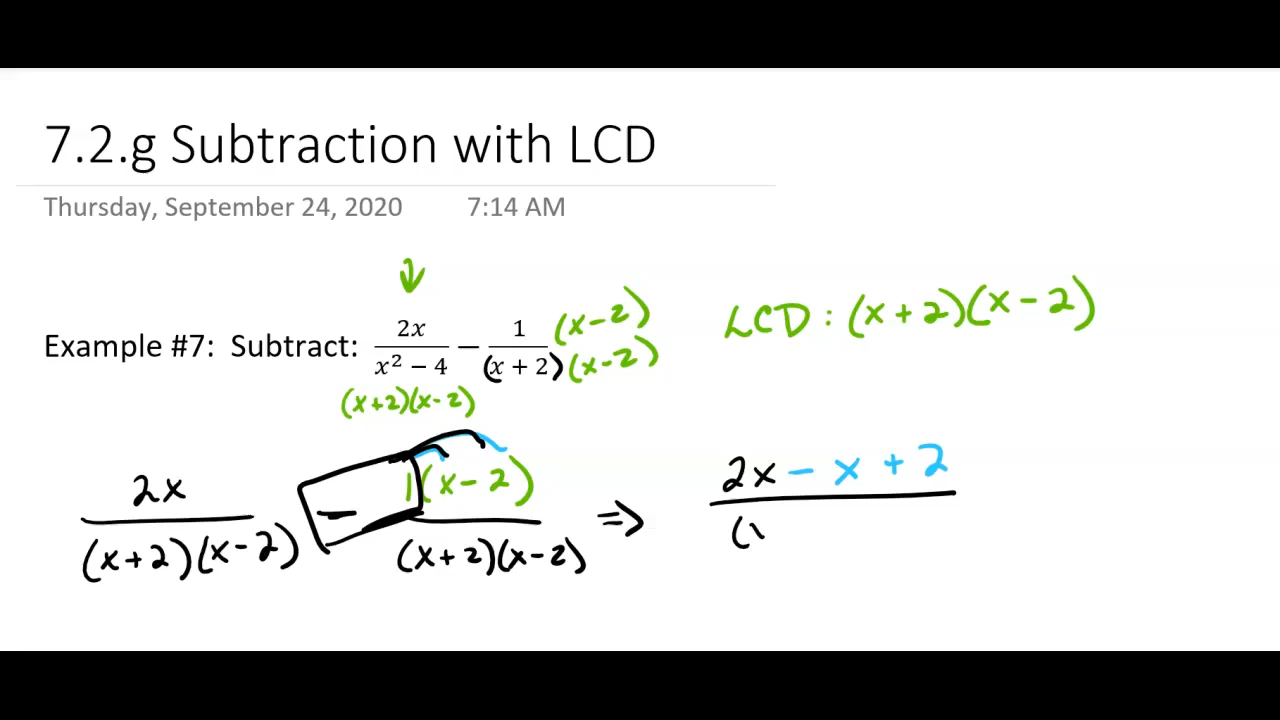 7.2.g Subtraction with LCD
Thursday, September 24, 2020 7:14 AM
Example #7: Subtract: 2x/(x² − 4) − 1/(x + 2) (x-2)/(x-2)
LCD: (x+2)(x-2)
(x+2)(x-2)
2x/(x+2)(x-2) - 1(x-2)/(x+2)(x-2) => 2x - x + 2/(